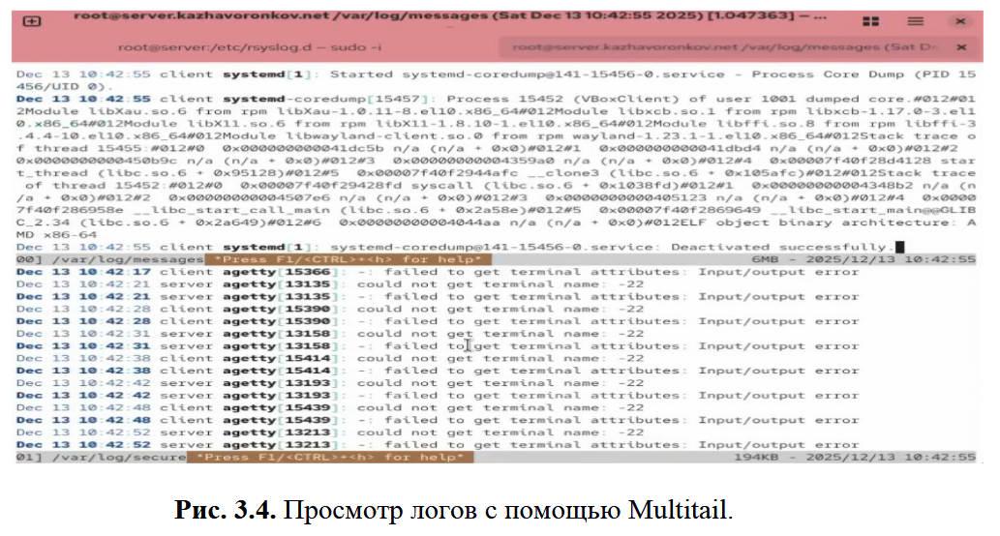 root@server.kazhavoronkov.net /var/log/messages (Sat Dec 13 10:42:55 2025) [1.047363] — ...
root@server:/etc/rsyslog.d — sudo -i
root@server.kazhavoronkov.net /var/log/messages (Sat De
Dec 13 10:42:55 client systemd[1]: Started systemd-coredump@141-15456-0.service - Process Core Dump (PID 15
456/UID 0).
Dec 13 10:42:55 client systemd-coredump[15457]: Process 15452 (VBoxClient) of user 1001 dumped core.#012#01
2Module libXau.so.6 from rpm libXau-1.0.11-8.el10.x86_64#012Module libxcb.so.1 from rpm libxcb-1.17.0-3.el1
0.x86_64#012Module libX11.so.6 from rpm libX11-1.8.10-1.el10.x86_64#012Module libffi.so.8 from rpm libffi-3
.4.4-10.el10.x86_64#012Module libwayland-client.so.0 from rpm wayland-1.23.1-1.el10.x86_64#012Stack trace o
f thread 15455:#012#0  0x000000000041dc5b n/a (n/a + 0x0)#012#1  0x000000000041dbd4 n/a (n/a + 0x0)#012#2
0x0000000000450b9c n/a (n/a + 0x0)#012#3  0x00000000004359a0 n/a (n/a + 0x0)#012#4  0x00007f40f28d4128 star
t_thread (libc.so.6 + 0x95128)#012#5  0x00007f40f2944afc __clone3 (libc.so.6 + 0x105afc)#012#012Stack trace
of thread 15452:#012#0  0x00007f40f29428fd syscall (libc.so.6 + 0x1038fd)#012#1  0x00000000004348b2 n/a (n
/a + 0x0)#012#2  0x00000000004507e6 n/a (n/a + 0x0)#012#3  0x0000000000405123 n/a (n/a + 0x0)#012#4  0x0000
7f40f286958e __libc_start_call_main (libc.so.6 + 0x2a58e)#012#5  0x00007f40f2869649 __libc_start_main@@GLIB
C_2.34 (libc.so.6 + 0x2a649)#012#6  0x00000000004044aa n/a (n/a + 0x0)#012ELF object binary architecture: A
MD x86-64
Dec 13 10:42:55 client systemd[1]: systemd-coredump@141-15456-0.service: Deactivated successfully.
00] /var/log/messages *Press F1/<CTRL>+<h> for help* 6MB - 2025/12/13 10:42:55
Dec 13 10:42:17 client agetty[15366]: -: failed to get terminal attributes: Input/output error
Dec 13 10:42:21 server agetty[13135]: could not get terminal name: -22
Dec 13 10:42:21 server agetty[13135]: -: failed to get terminal attributes: Input/output error
Dec 13 10:42:28 client agetty[15390]: could not get terminal name: -22
Dec 13 10:42:28 client agetty[15390]: -: failed to get terminal attributes: Input/output error
Dec 13 10:42:31 server agetty[13158]: could not get terminal name: -22
Dec 13 10:42:31 server agetty[13158]: -: failed to get terminal attributes: Input/output error
Dec 13 10:42:38 client agetty[15414]: could not get terminal name: -22
Dec 13 10:42:38 client agetty[15414]: -: failed to get terminal attributes: Input/output error
Dec 13 10:42:42 server agetty[13193]: could not get terminal name: -22
Dec 13 10:42:42 server agetty[13193]: -: failed to get terminal attributes: Input/output error
Dec 13 10:42:48 client agetty[15439]: could not get terminal name: -22
Dec 13 10:42:48 client agetty[15439]: -: failed to get terminal attributes: Input/output error
Dec 13 10:42:52 server agetty[13213]: could not get terminal name: -22
Dec 13 10:42:52 server agetty[13213]: -: failed to get terminal attributes: Input/output error
01] /var/log/secure *Press F1/<CTRL>+<h> for help* 194KB - 2025/12/13 10:42:55
Рис. 3.4. Просмотр логов с помощью Multitail.